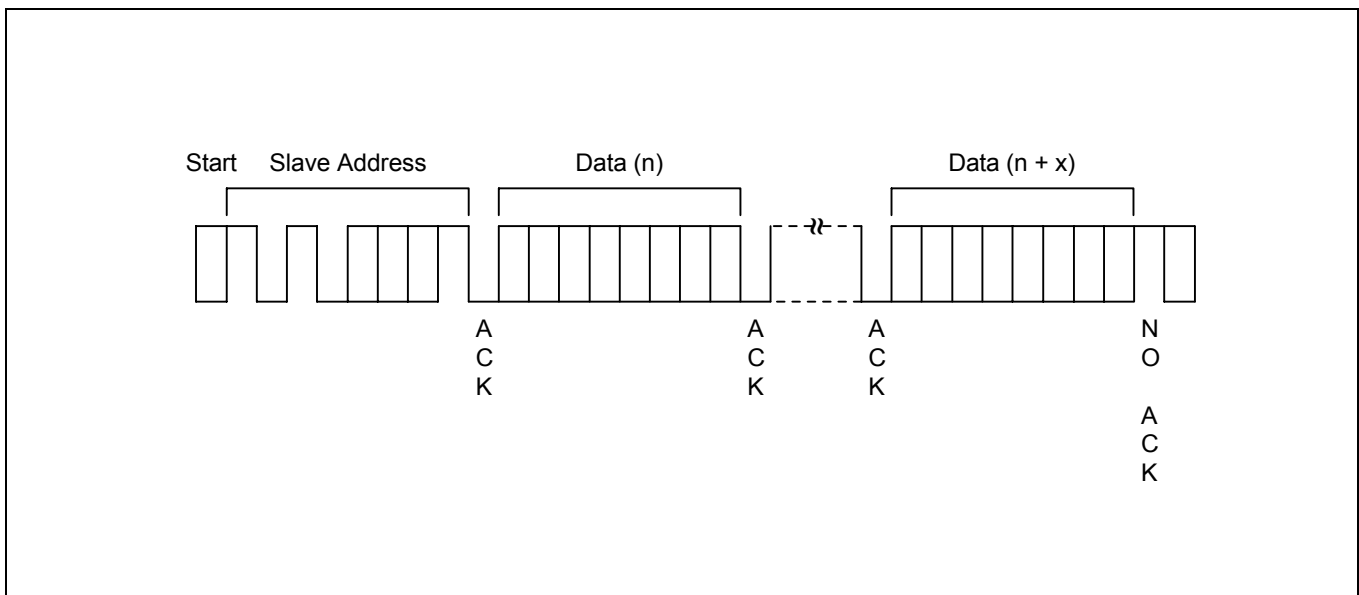 Start Slave Address Data (n) Data (n + x)
A A A N
C C C O
K K K
A
C
K